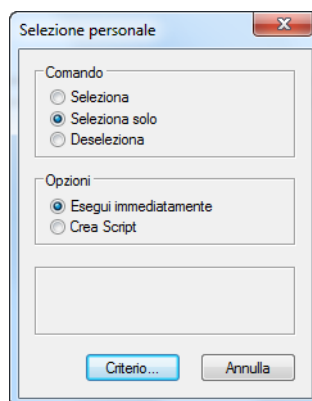 Selezione personale
Comando
Seleziona
Seleziona solo
Deseleziona
Opzioni
Esegui immediatamente
Crea Script
Criterio...
Annulla